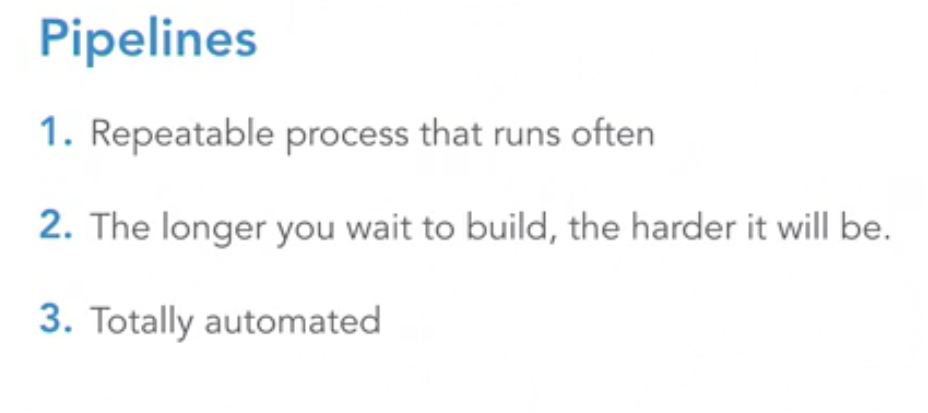 Pipelines
1. Repeatable process that runs often
2. The longer you wait to build, the harder it will be.
3. Totally automated